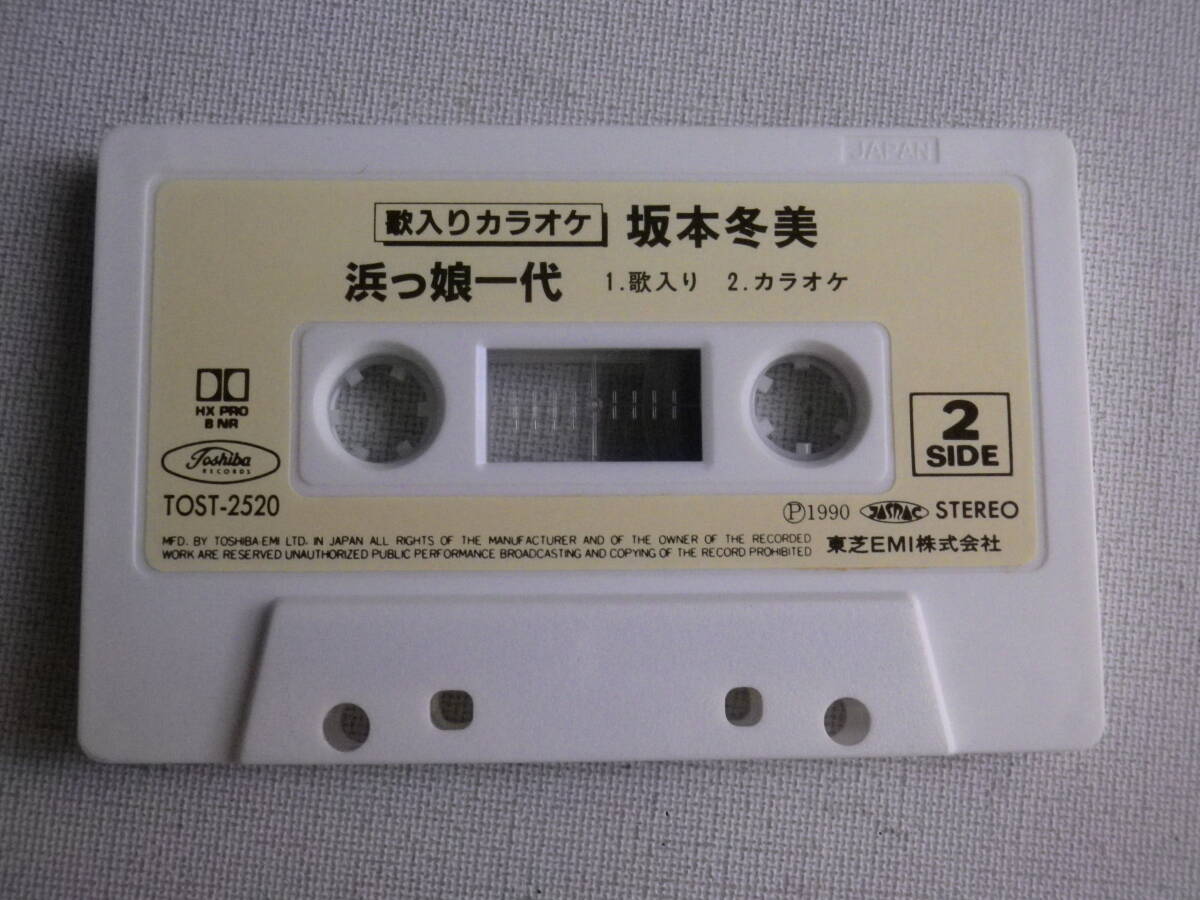 JAPAN
歌入りカラオケ 坂本冬美
浜っ娘一代 1.歌入り 2.カラオケ
HX PRO
B NR
2
SIDE
Toshiba
RECORDS
TOST-2520
Ⓟ1990 JASRAC STEREO
MFD. BY TOSHIBA EMI LTD. IN JAPAN ALL RIGHTS OF THE MANUFACTURER AND OF THE OWNER OF THE RECORDED
WORK ARE RESERVED UNAUTHORIZED PUBLIC PERFORMANCE BROADCASTING AND COPYING OF THE RECORD PROHIBITED
東芝EMI株式会社